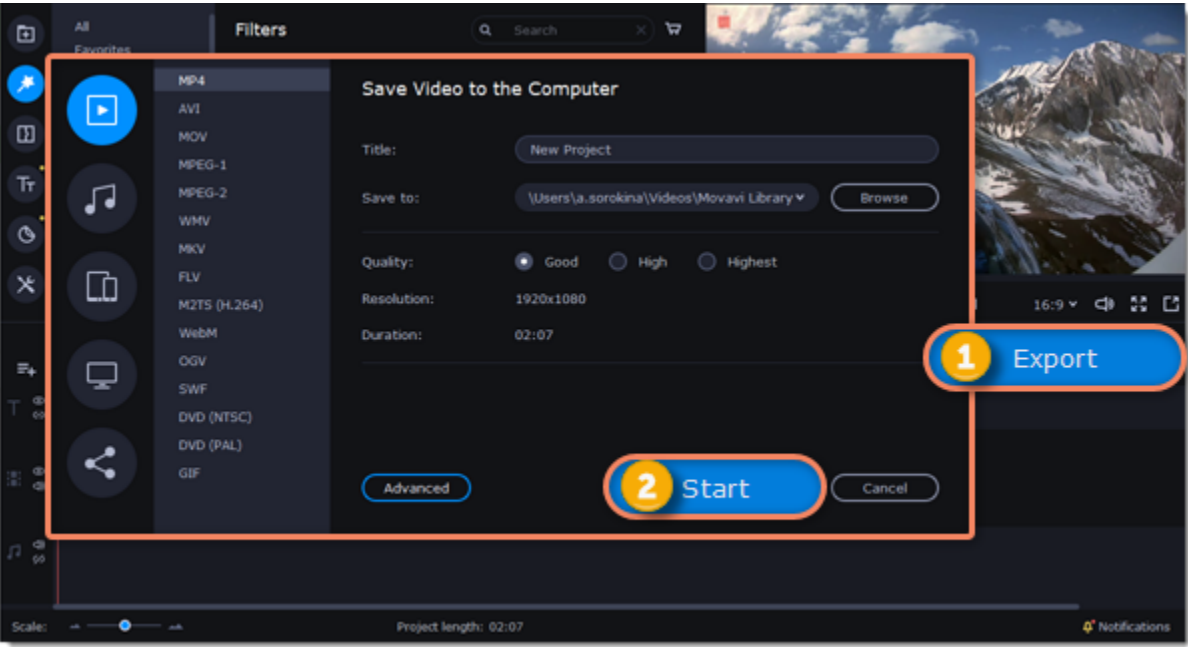 All
Favorites
Filters
Search
Save Video to the Computer
MP4
AVI
MOV
MPEG-1
MPEG-2
WMV
MKV
FLV
M2TS (H.264)
WebM
OGV
SWF
DVD (NTSC)
DVD (PAL)
GIF
Title:
New Project
Save to:
\Users\a.sorokina\Videos\Movavi Library
Browse
Quality:
Good
High
Highest
Resolution:
1920x1080
Duration:
02:07
Advanced
2 Start
Cancel
16:9
1 Export
Scale:
Project length: 02:07
Notifications